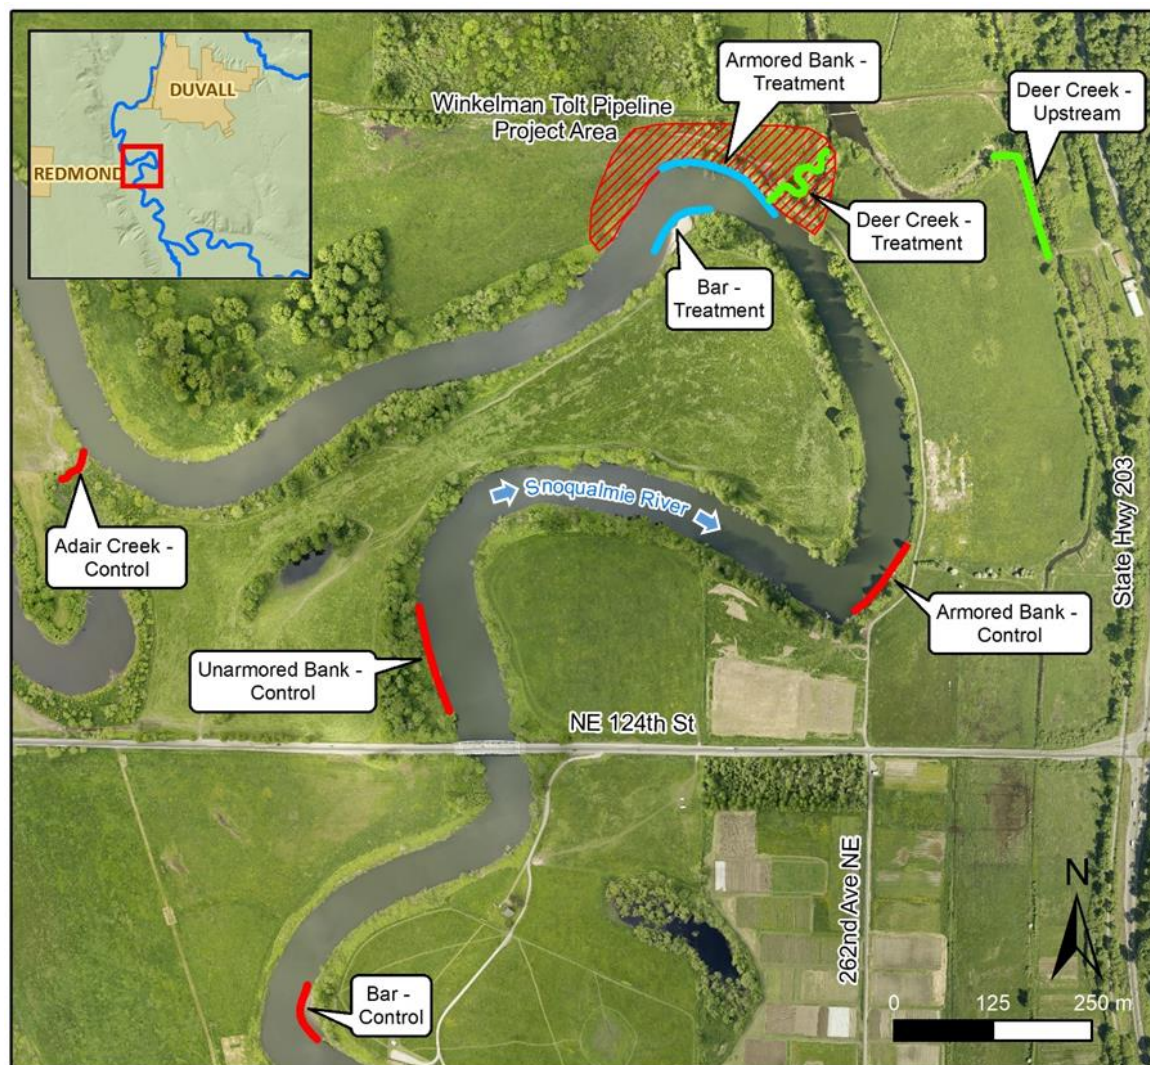 DUVALL
REDMOND
Winkelman Tolt Pipeline
Project Area
Armored Bank -
Treatment
Deer Creek -
Upstream
Deer Creek -
Treatment
Bar -
Treatment
Snoqualmie River
Adair Creek -
Control
Unarmored Bank -
Control
Armored Bank -
Control
State Hwy 203
NE 124th St
262nd Ave NE
Bar -
Control
N
0 125 250 m